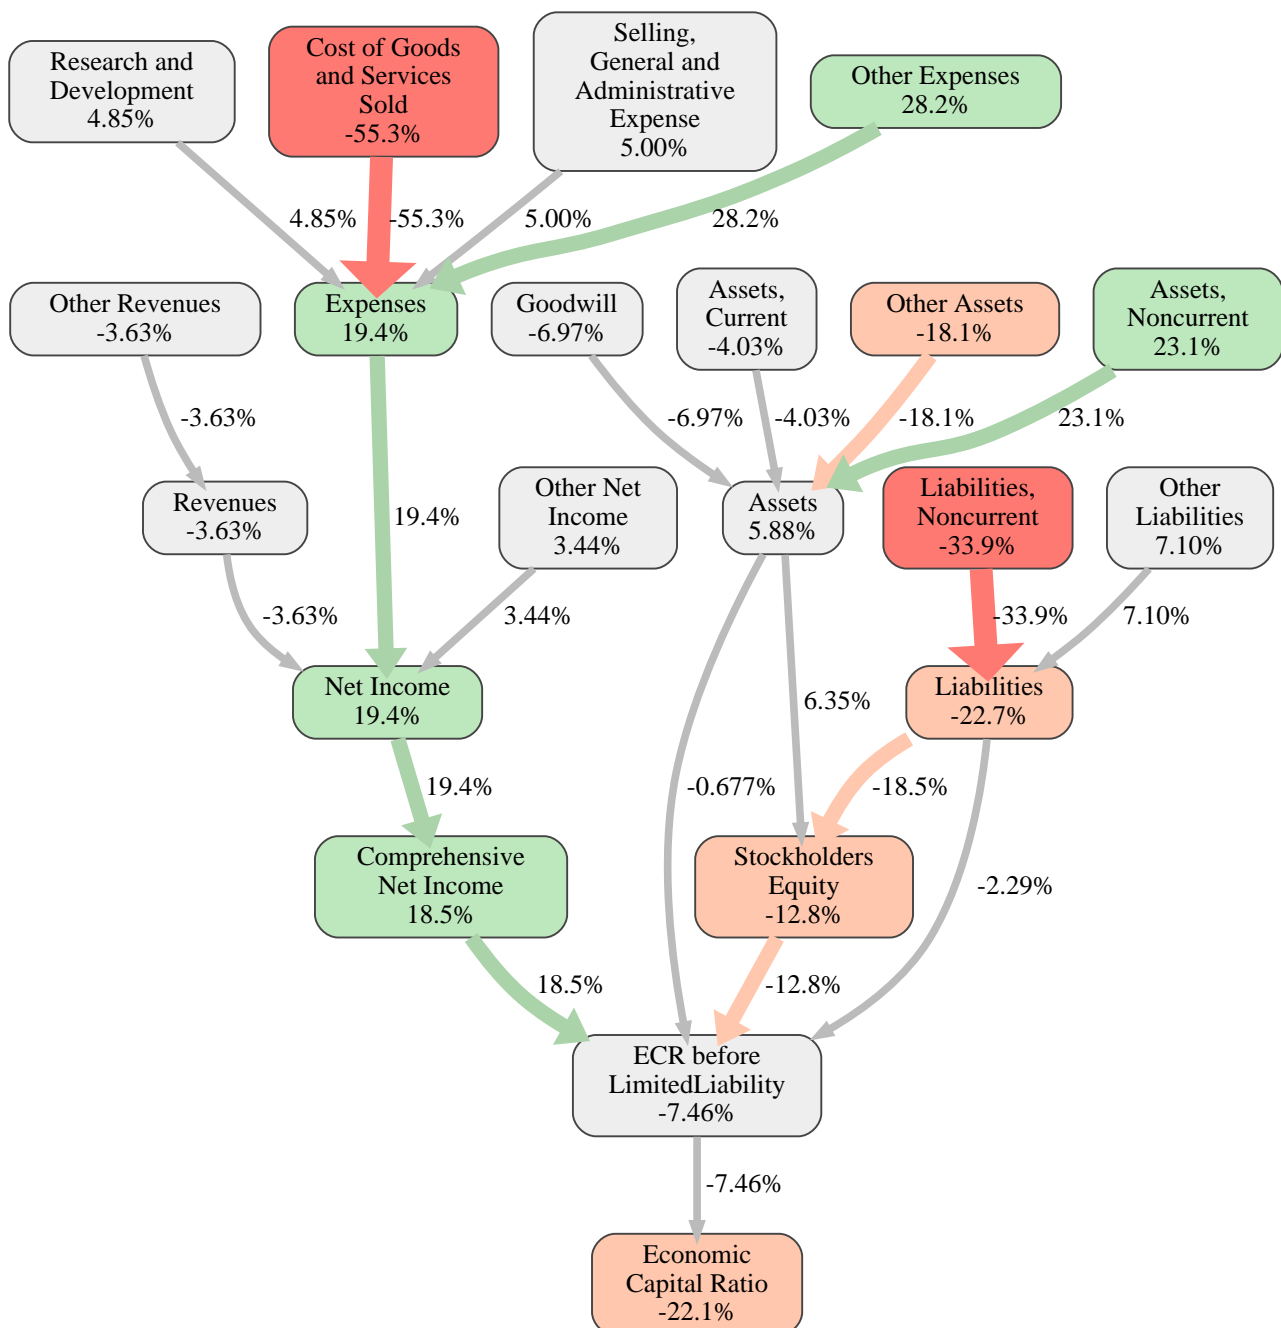 Research and
Development
4.85%
Cost of Goods
and Services
Sold
-55.3%
Selling,
General and
Administrative
Expense
5.00%
Other Expenses
28.2%
4.85%
-55.3%
5.00%
28.2%
Other Revenues
-3.63%
Expenses
19.4%
Goodwill
-6.97%
Assets,
Current
-4.03%
Other Assets
-18.1%
Assets,
Noncurrent
23.1%
-3.63%
-6.97%
-4.03%
-18.1%
23.1%
Revenues
-3.63%
19.4%
Other Net
Income
3.44%
Assets
5.88%
Liabilities,
Noncurrent
-33.9%
Other
Liabilities
7.10%
-3.63%
3.44%
-33.9%
7.10%
Net Income
19.4%
6.35%
Liabilities
-22.7%
19.4%
-0.677%
-18.5%
Comprehensive
Net Income
18.5%
Stockholders
Equity
-12.8%
-2.29%
18.5%
-12.8%
ECR before
LimitedLiability
-7.46%
-7.46%
Economic
Capital Ratio
-22.1%